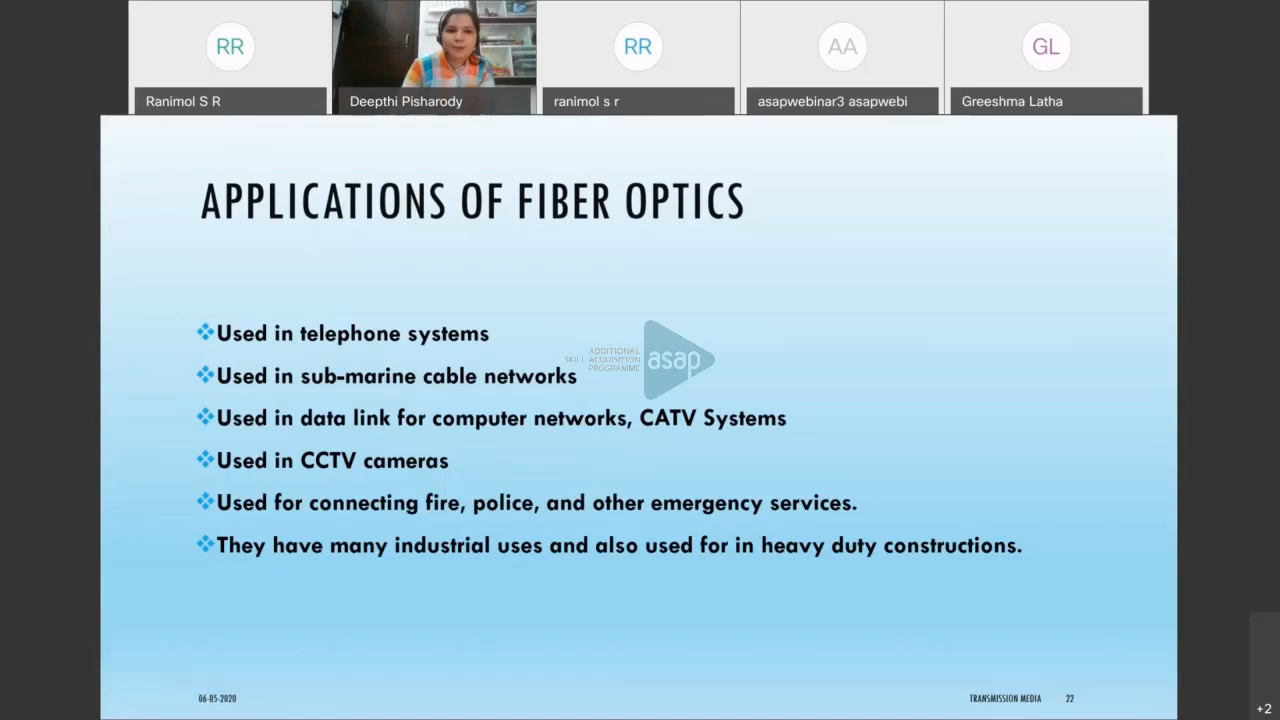 RR
RR
AA
GL
Ranimol S R
Deepthi Pisharody
ranimol s r
asapwebinar3 asapwebi
Greeshma Latha
APPLICATIONS OF FIBER OPTICS
❖Used in telephone systems
❖Used in sub-marine cable networks
❖Used in data link for computer networks, CATV Systems
❖Used in CCTV cameras
❖Used for connecting fire, police, and other emergency services.
❖They have many industrial uses and also used for in heavy duty constructions.
ADDITIONAL
SKILL ACQUISITION
PROGRAMME
asap
06-05-2020
TRANSMISSION MEDIA
22
+2